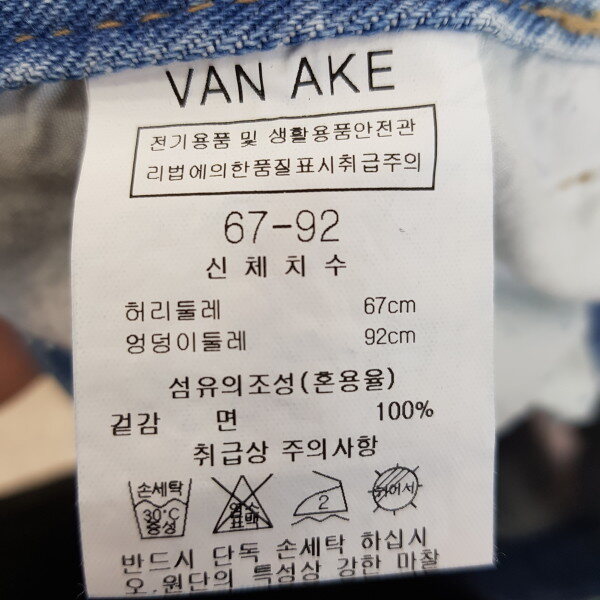 VAN AKE
전기용품 및 생활용품안전관
리법에의한품질표시취급주의
67-92
신 체 치 수
허리둘레 67cm
엉덩이둘레 92cm
섬유의조성(혼용율)
겉감 면 100%
취급상 주의사항
손세탁 30°C 중성 염소 표백 2 뉘어서
반드시 단독 손세탁 하십시
오.원단의 특성상 강한 마찰